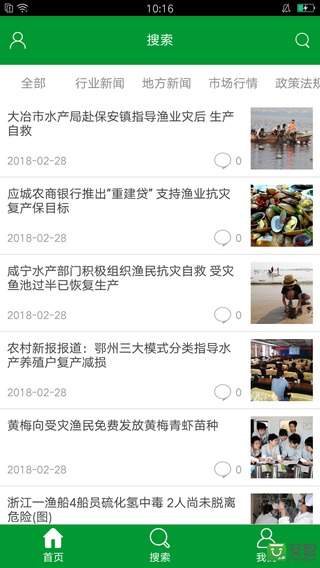 10:16
搜索
全部 行业新闻 地方新闻 市场行情 政策法规
大冶市水产局赴保安镇指导渔业灾后 生产
自救
2018-02-28 0
应城农商银行推出"重建贷" 支持渔业抗灾
复产保目标
2018-02-28 0
咸宁水产部门积极组织渔民抗灾自救 受灾
鱼池过半已恢复生产
2018-02-28 0
农村新报报道：鄂州三大模式分类指导水
产养殖户复产减损
2018-02-28 0
黄梅向受灾渔民免费发放黄梅青虾苗种
2018-02-28 0
浙江一渔船4船员硫化氢中毒 2人尚未脱离
危险(图)
首页 搜索